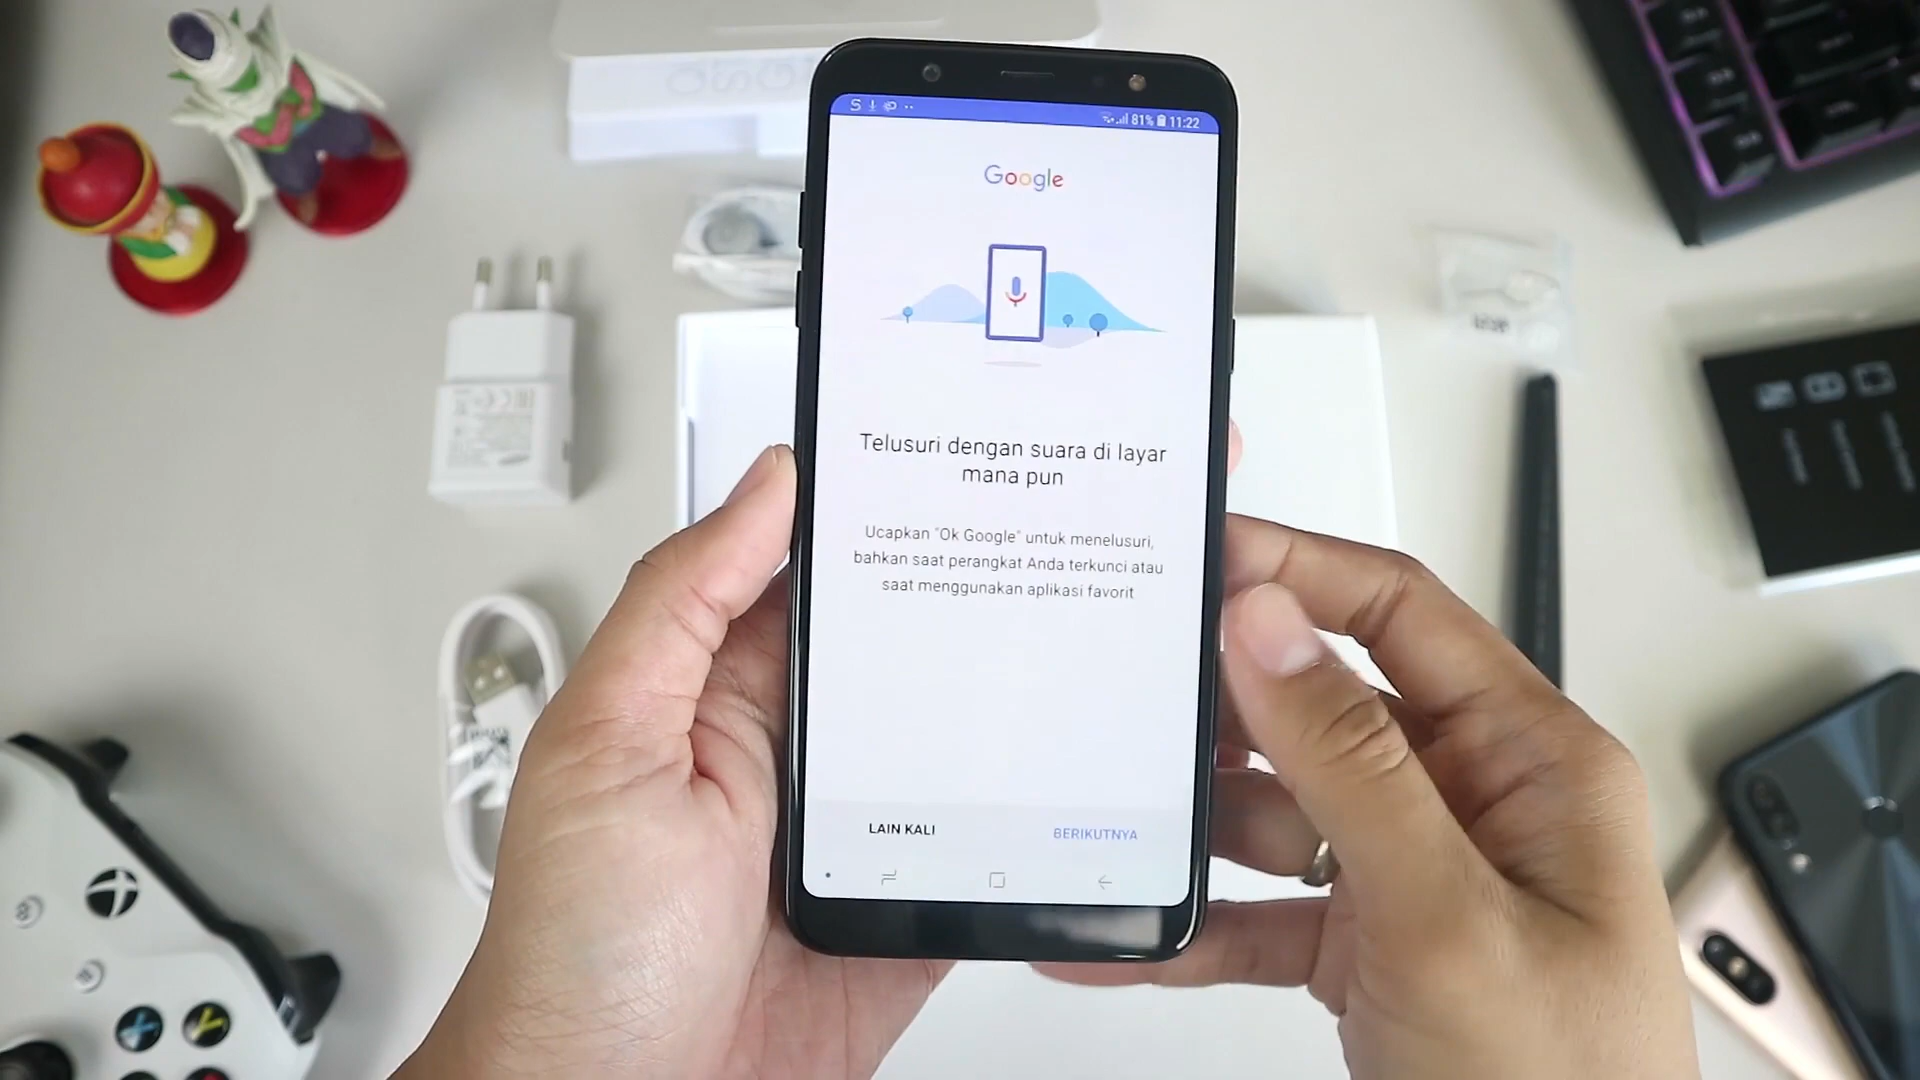 81% 11:22
Google
Telusuri dengan suara di layar
mana pun
Ucapkan "Ok Google" untuk menelusuri,
bahkan saat perangkat Anda terkunci atau
saat menggunakan aplikasi favorit
LAIN KALI
BERIKUTNYA
X
Y